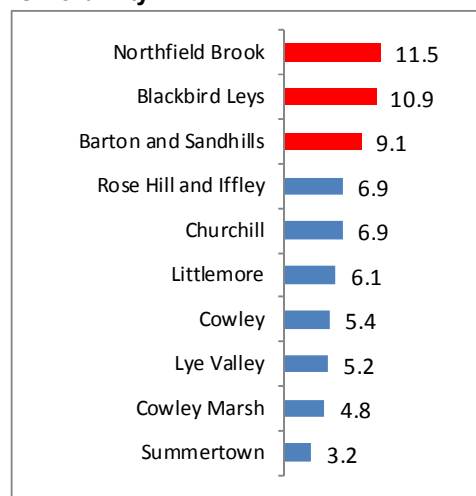 Northfield Brook 11.5
Blackbird Leys 10.9
Barton and Sandhills 9.1
Rose Hill and Iffley 6.9
Churchill 6.9
Littlemore 6.1
Cowley 5.4
Lye Valley 5.2
Cowley Marsh 4.8
Summertown 3.2